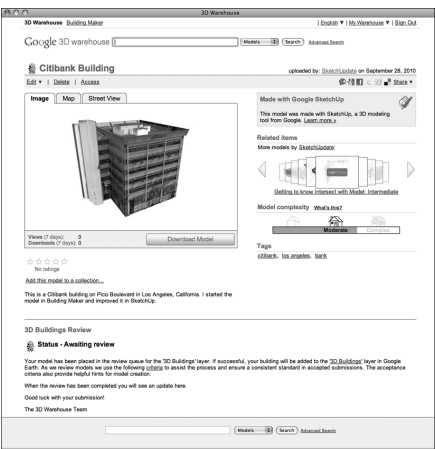 3D Warehouse
3D Warehouse Building Maker | English ▼ | My Warehouse ▼ | Sign Out
Google 3D warehouse Models Search Advanced Search
Citibank Building uploaded by: SketchUpdate on September 28, 2010
Edit ▼ | Delete | Access Share ▼
Image Map Street View
Made with Google SketchUp
This model was made with SketchUp, a 3D modeling
tool from Google. Learn more »
Related items
More models by SketchUpdate:
Getting to know Intersect with Model: Intermediate
Model complexity What's this?
Moderate Complex
Views (7 days): 0
Downloads (7 days): 0
Download Model
Tags
citibank, los angeles, bank
No ratings
Add this model to a collection...
This is a Citibank building on Pico Boulevard in Los Angeles, California. I started the
model in Building Maker and improved it in SketchUp.
3D Buildings Review
Status - Awaiting review
Your model has been placed in the review queue for the '3D Buildings' layer. If successful, your building will be added to the '3D Buildings' layer in Google
Earth. As we review models we use the following criteria to assist the process and ensure a consistent standard in accepted submissions. The acceptance
criteria also provide helpful hints for model creation.
When the review has been completed you will see an update here.
Good luck with your submission!
The 3D Warehouse Team
Models Search Advanced Search